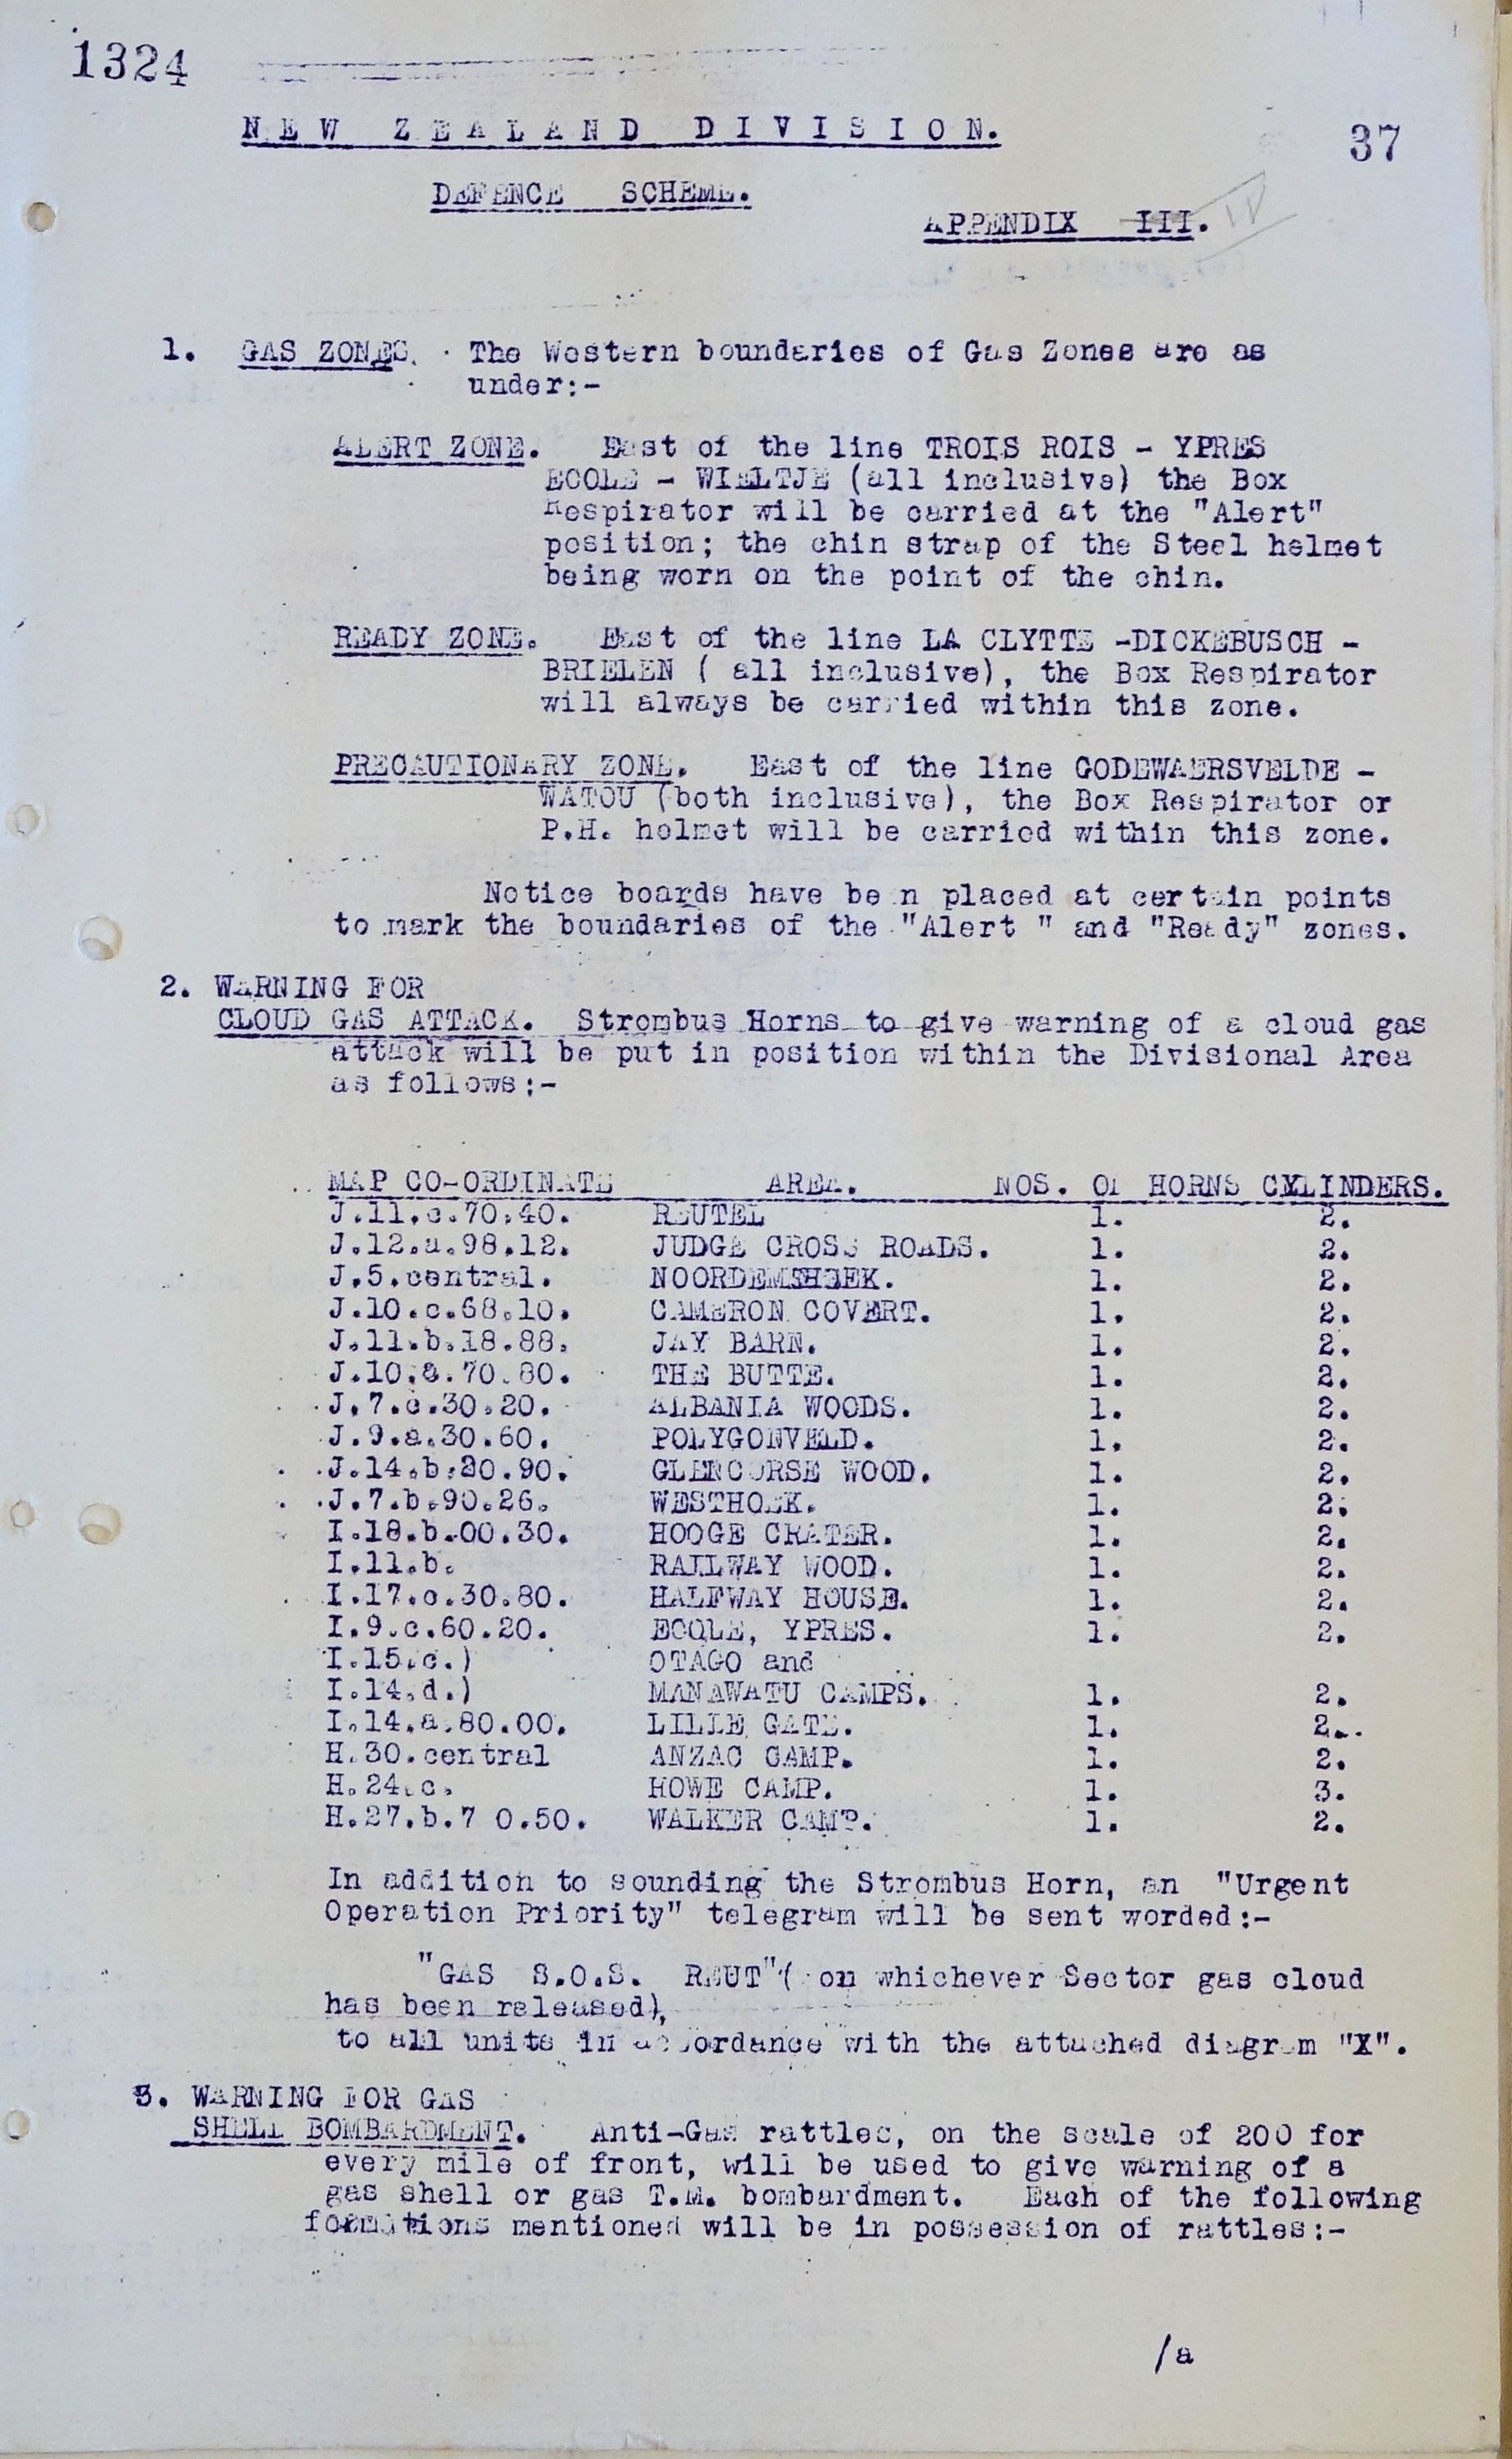 1324
NEW ZEALAND DIVISION.
37
DEFENCE SCHEME.
APPENDIX III. IV
1. GAS ZONES. The Western boundaries of Gas Zones are as
under:-
ALERT ZONE. East of the line TROIS ROIS - YPRES
ECOLE - WIELTJE (all inclusive) the Box
Respirator will be carried at the "Alert"
position; the chin strap of the Steel helmet
being worn on the point of the chin.
READY ZONE. East of the line LA CLYTTE -DICKEBUSCH -
BRIELEN ( all inclusive), the Box Respirator
will always be carried within this zone.
PRECAUTIONARY ZONE. East of the line GODEWAERSVELDE -
WATOU (both inclusive), the Box Respirator or
P.H. helmet will be carried within this zone.
Notice boards have be n placed at certain points
to mark the boundaries of the "Alert " and "Ready" zones.
2. WARNING FOR
CLOUD GAS ATTACK. Strombus Horns to give warning of a cloud gas
attack will be put in position within the Divisional Area
as follows:-
MAP CO-ORDINATE AREA. NOS. OF HORNS CYLINDERS.
J.11.c.70.40. REUTEL 1. 2.
J.12.a.98.12. JUDGE CROSS ROADS. 1. 2.
J.5.central. NOORDEMSHOEK. 1. 2.
J.10.c.68.10. CAMERON COVERT. 1. 2.
J.11.b.18.88. JAY BARN. 1. 2.
J.10.a.70.80. THE BUTTE. 1. 2.
J.7.c.30.20. ALBANIA WOODS. 1. 2.
J.9.a.30.60. POLYGONVELD. 1. 2.
J.14.b.20.90. GLENCORSE WOOD. 1. 2.
J.7.b.90.26. WESTHOEK. 1. 2.
I.18.b.00.30. HOOGE CRATER. 1. 2.
I.11.b. RAILWAY WOOD. 1. 2.
I.17.c.30.80. HALFWAY HOUSE. 1. 2.
I.9.c.60.20. ECOLE, YPRES. 1. 2.
I.15.c.) OTAGO and
I.14.d.) MANAWATU CAMPS. 1. 2.
I.14.a.80.00. LILLE GATE. 1. 2.
H.30.central ANZAC CAMP. 1. 2.
H.24.c. HOWE CAMP. 1. 3.
H.27.b.7 0.50. WALKER CAMP. 1. 2.
In addition to sounding the Strombus Horn, an "Urgent
Operation Priority" telegram will be sent worded:-
"GAS S.O.S. REUT"( on whichever Sector gas cloud
has been released),
to all units in accordance with the attached diagram "X".
3. WARNING FOR GAS
SHELL BOMBARDMENT. Anti-Gas rattles, on the scale of 200 for
every mile of front, will be used to give warning of a
gas shell or gas T.M. bombardment. Each of the following
formations mentioned will be in possession of rattles:-
/a